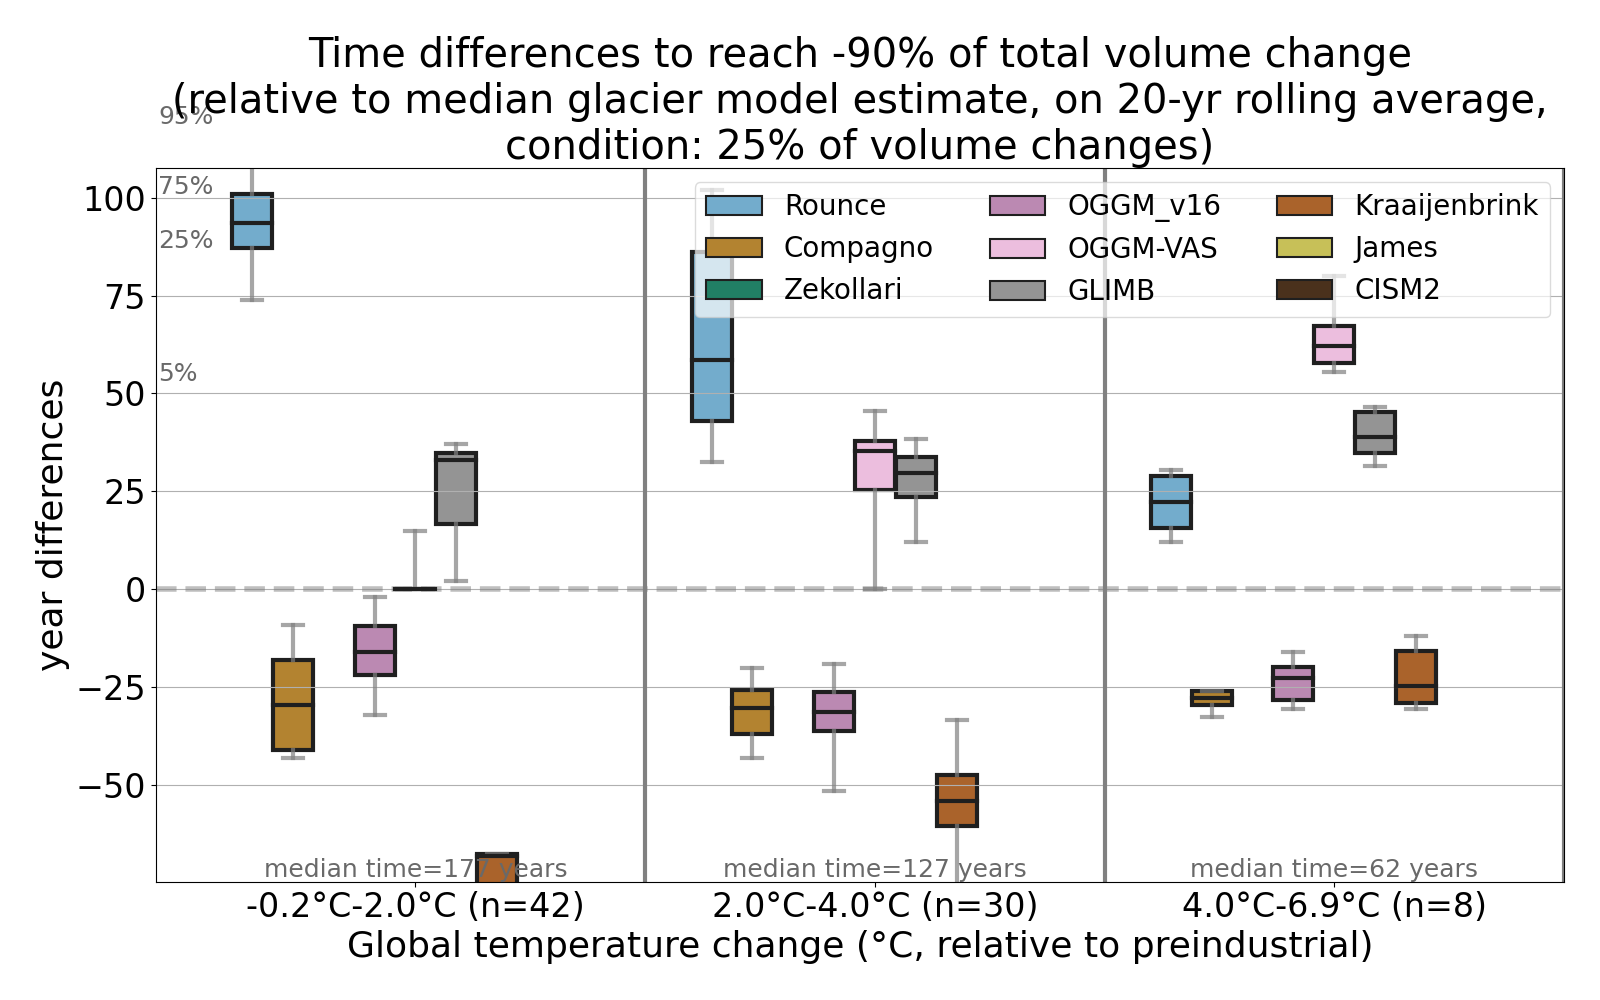 Time differences to reach -90% of total volume change
(relative to median glacier model estimate, on 20-yr rolling average,
condition: 25% of volume changes)
95%
75%
25%
5%
100
75
50
25
0
−25
−50
year differences
Rounce
Compagno
Zekollari
OGGM_v16
OGGM-VAS
GLIMB
Kraaijenbrink
James
CISM2
median time=177 years
median time=127 years
median time=62 years
-0.2°C-2.0°C (n=42)
2.0°C-4.0°C (n=30)
4.0°C-6.9°C (n=8)
Global temperature change (°C, relative to preindustrial)